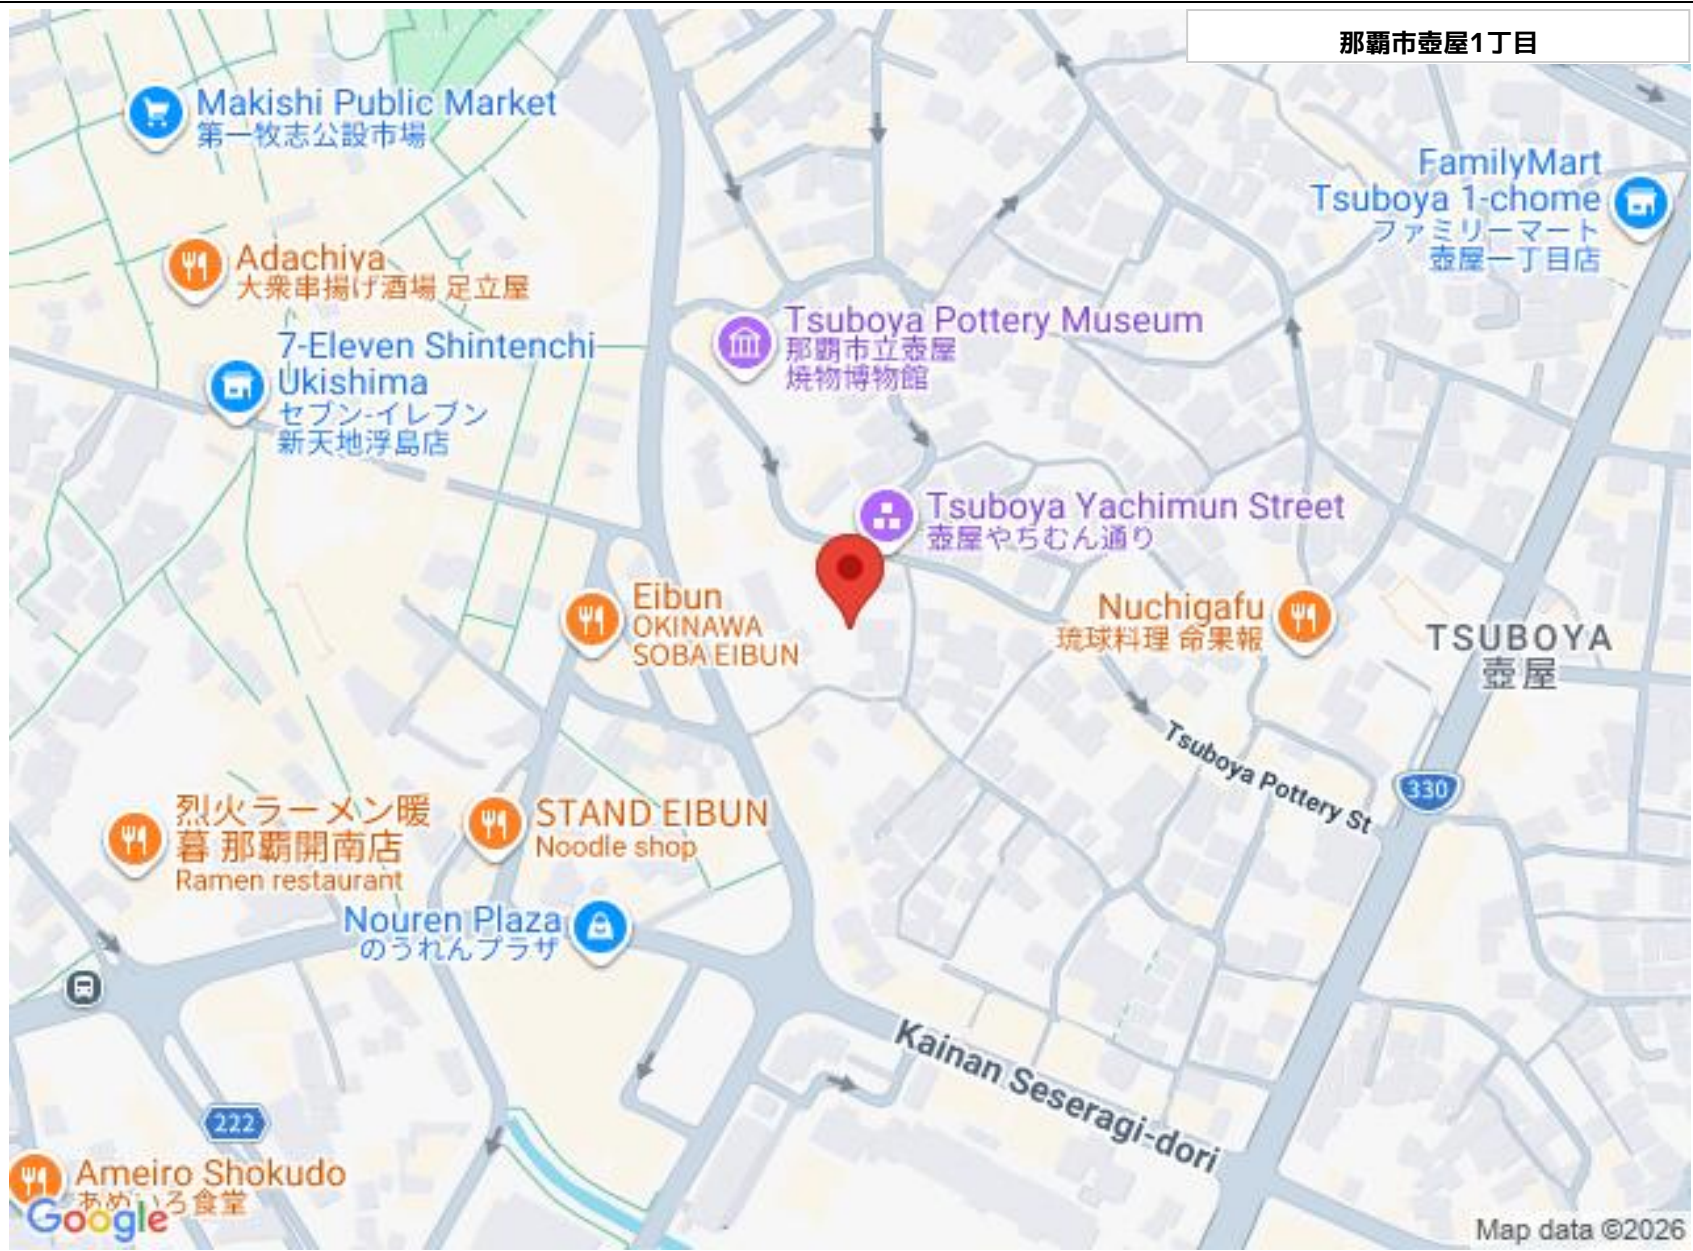 那覇市壺屋1丁目
Makishi Public Market
第一牧志公設市場
FamilyMart
Tsuboya 1-chome
ファミリーマート
壺屋一丁目店
Adachiya
大衆串揚げ酒場 足立屋
Tsuboya Pottery Museum
那覇市立壺屋
焼物博物館
7-Eleven Shintenchi
Ukishima
セブン-イレブン
新天地浮島店
Tsuboya Yachimun Street
壺屋やちむん通り
Eibun
OKINAWA
SOBA EIBUN
Nuchigafu
琉球料理 命果報
TSUBOYA
壺屋
Tsuboya Pottery St
330
烈火ラーメン暖
暮 那覇開南店
Ramen restaurant
STAND EIBUN
Noodle shop
Nouren Plaza
のうれんプラザ
Kainan Seseragi-dori
222
Ameiro Shokudo
あめいろ食堂
Google
Map data ©2026